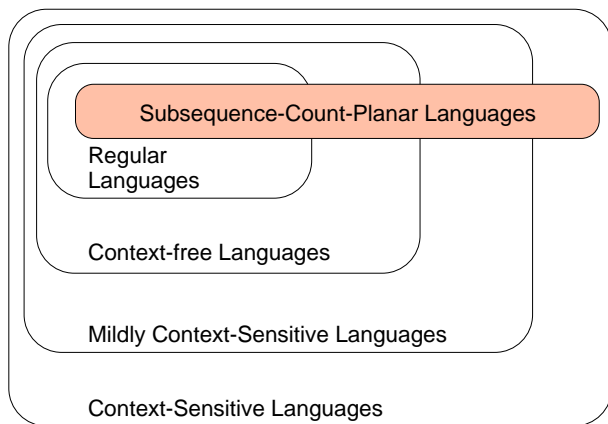 Subsequence-Count-Planar Languages
Regular
Languages
Context-free Languages
Mildly Context-Sensitive Languages
Context-Sensitive Languages